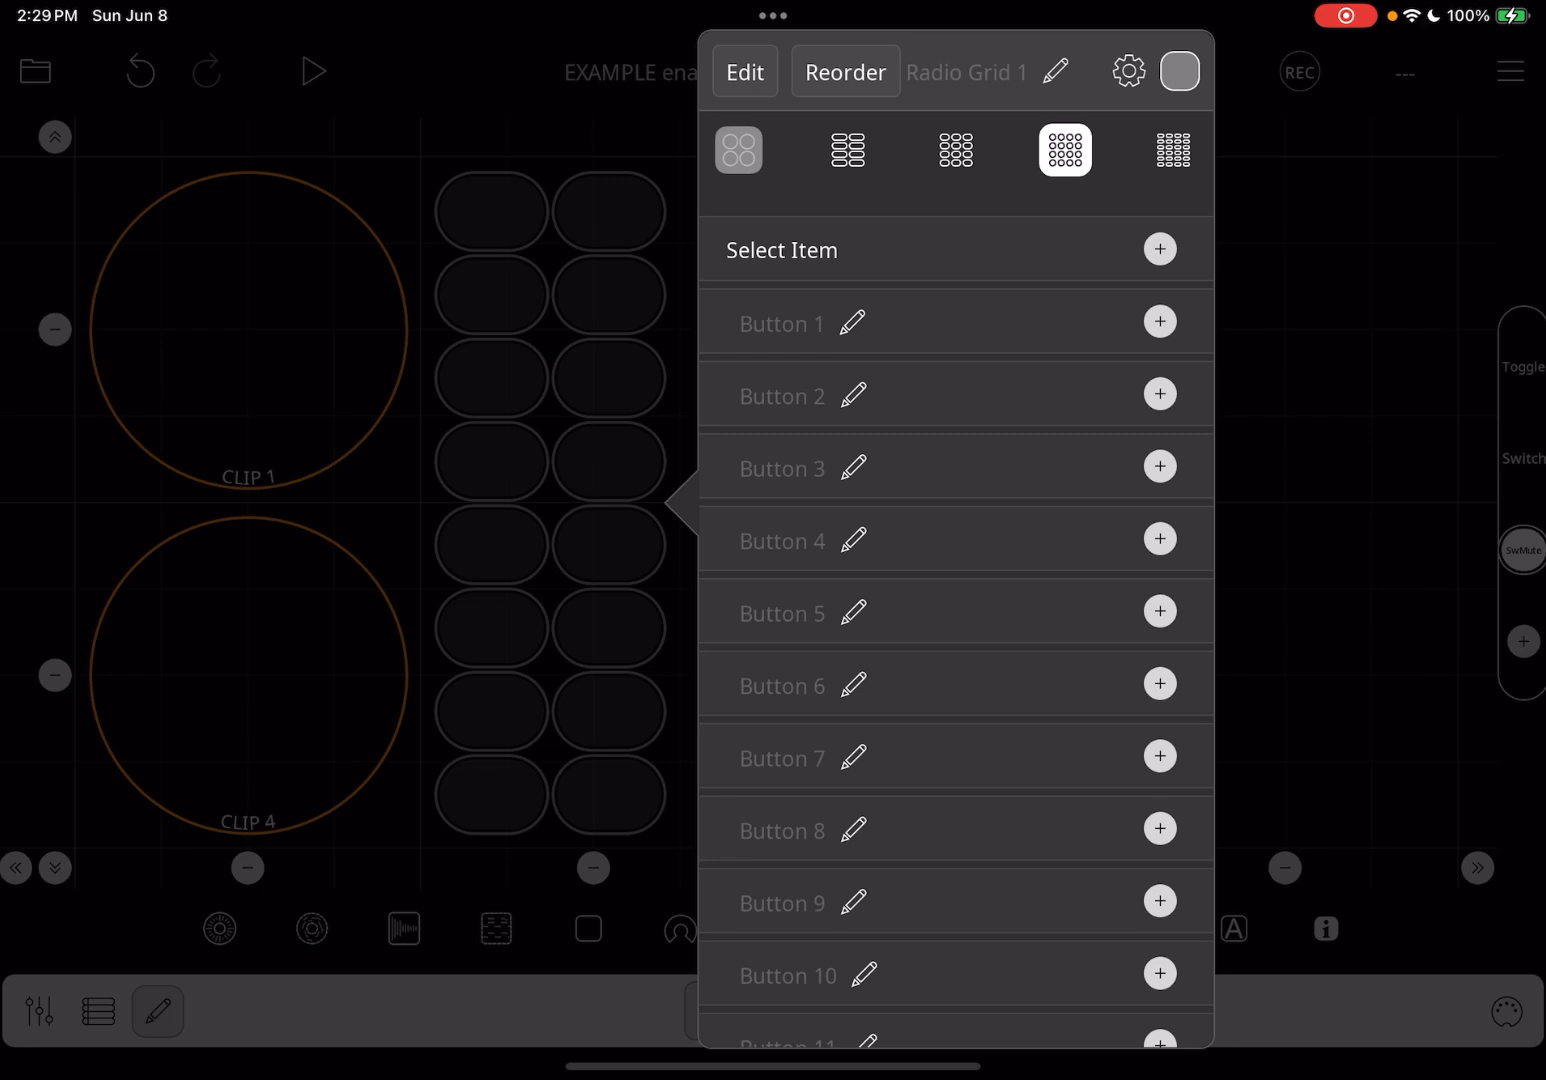 2:29 PM Sun Jun 8
100%
EXAMPLE ena
Edit
Reorder
Radio Grid 1
REC
---
Select Item
Button 1
Button 2
Button 3
Button 4
Button 5
Button 6
Button 7
Button 8
Button 9
Button 10
Button 11
CLIP 1
CLIP 4
Toggle
Switch
SwMute
A
i